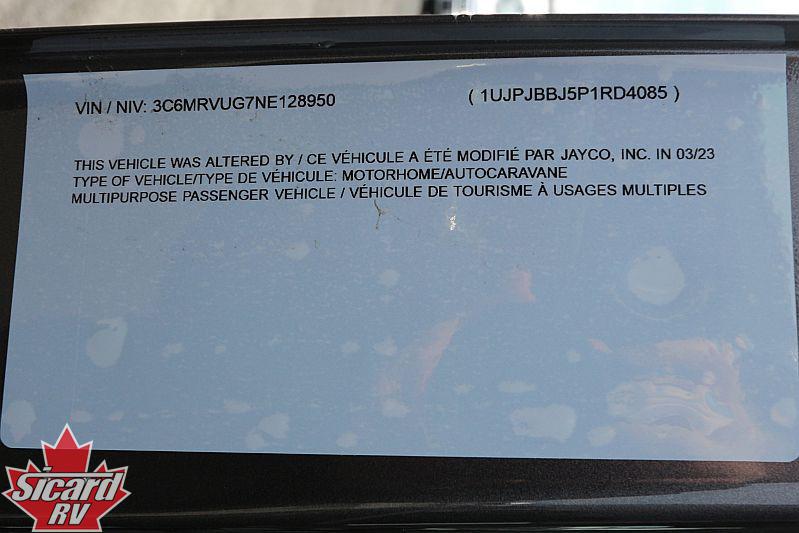 VIN / NIV: 3C6MRVUG7NE128950 ( 1UJPJBBJ5P1RD4085 )
THIS VEHICLE WAS ALTERED BY / CE VÉHICULE A ÉTÉ MODIFIÉ PAR JAYCO, INC. IN 03/23
TYPE OF VEHICLE/TYPE DE VÉHICULE: MOTORHOME/AUTOCARAVANE
MULTIPURPOSE PASSENGER VEHICLE / VÉHICULE DE TOURISME À USAGES MULTIPLES
Sicard
RV